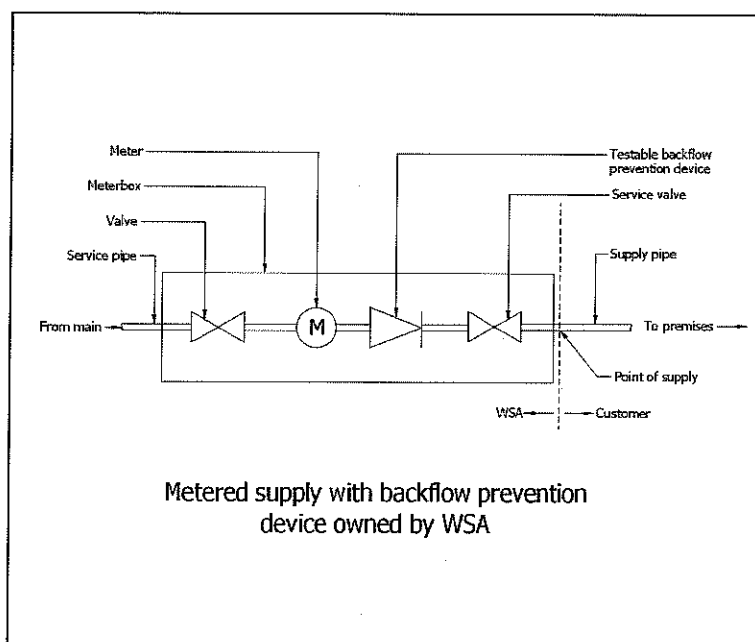 Meter
Testable backflow
prevention device
Meterbox
Service valve
Valve
Service pipe
Supply pipe
From main
M
To premises
Point of supply
WSA
Customer
Metered supply with backflow prevention
device owned by WSA